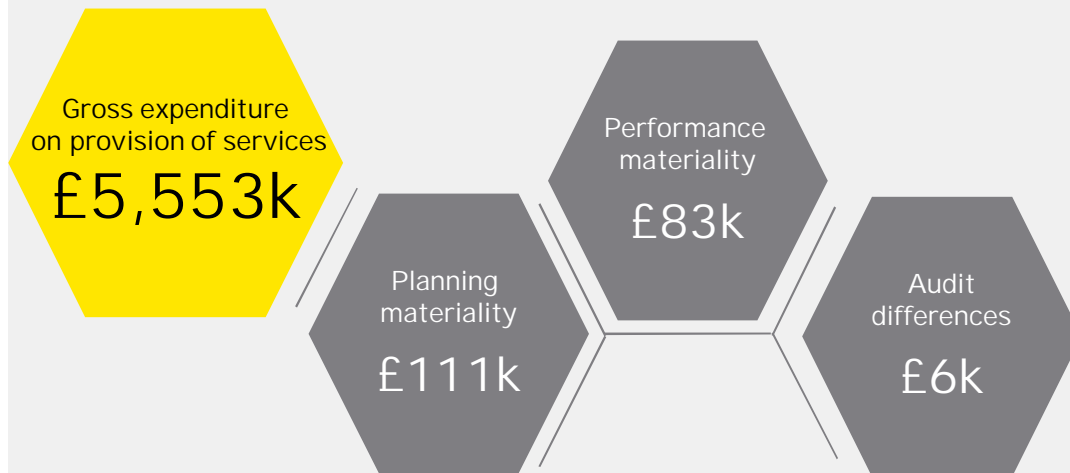 Gross expenditure
on provision of services
£5,553k
Planning
materiality
£111k
Performance
materiality
£83k
Audit
differences
£6k